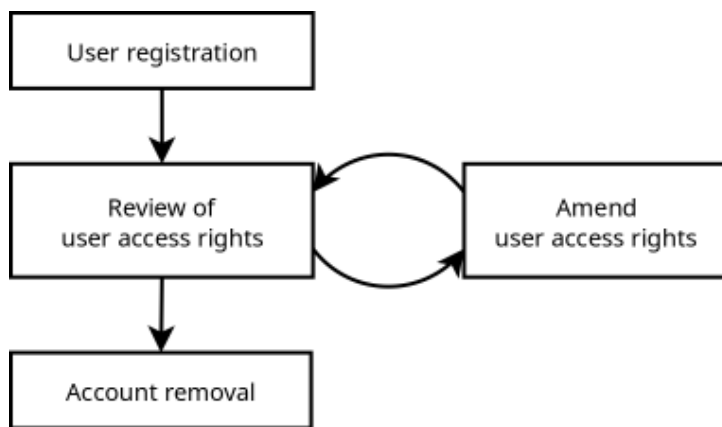 User registration
Review of
user access rights
Amend
user access rights
Account removal